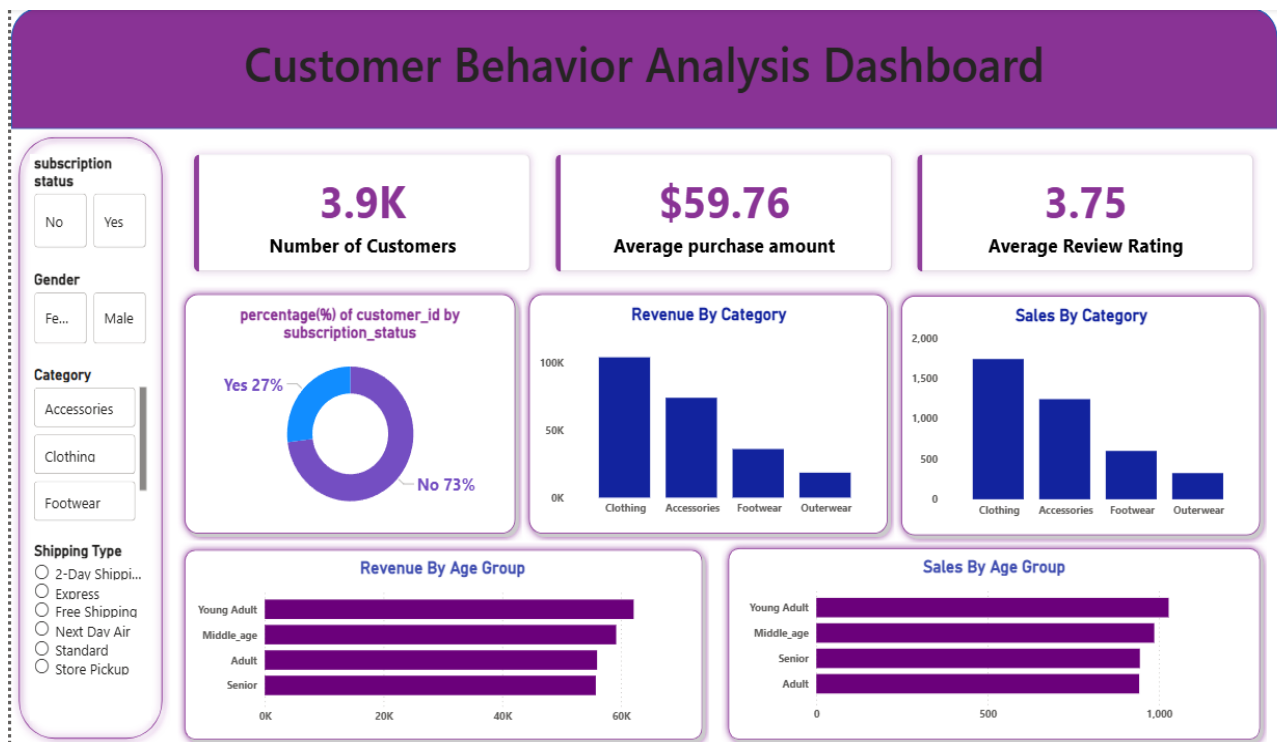 Customer Behavior Analysis Dashboard
subscription
status
No
Yes
Gender
Fe...
Male
Category
Accessories
Clothing
Footwear
Shipping Type
2-Day Shippi...
Express
Free Shipping
Next Day Air
Standard
Store Pickup
3.9K
Number of Customers
$59.76
Average purchase amount
3.75
Average Review Rating
percentage(%) of customer_id by
subscription_status
Yes 27%
No 73%
Revenue By Category
100K
50K
0K
Clothing Accessories Footwear Outerwear
Sales By Category
2,000
1,500
1,000
500
0
Clothing Accessories Footwear Outerwear
Revenue By Age Group
Young Adult
Middle_age
Adult
Senior
0K 20K 40K 60K
Sales By Age Group
Young Adult
Middle_age
Senior
Adult
0 500 1,000